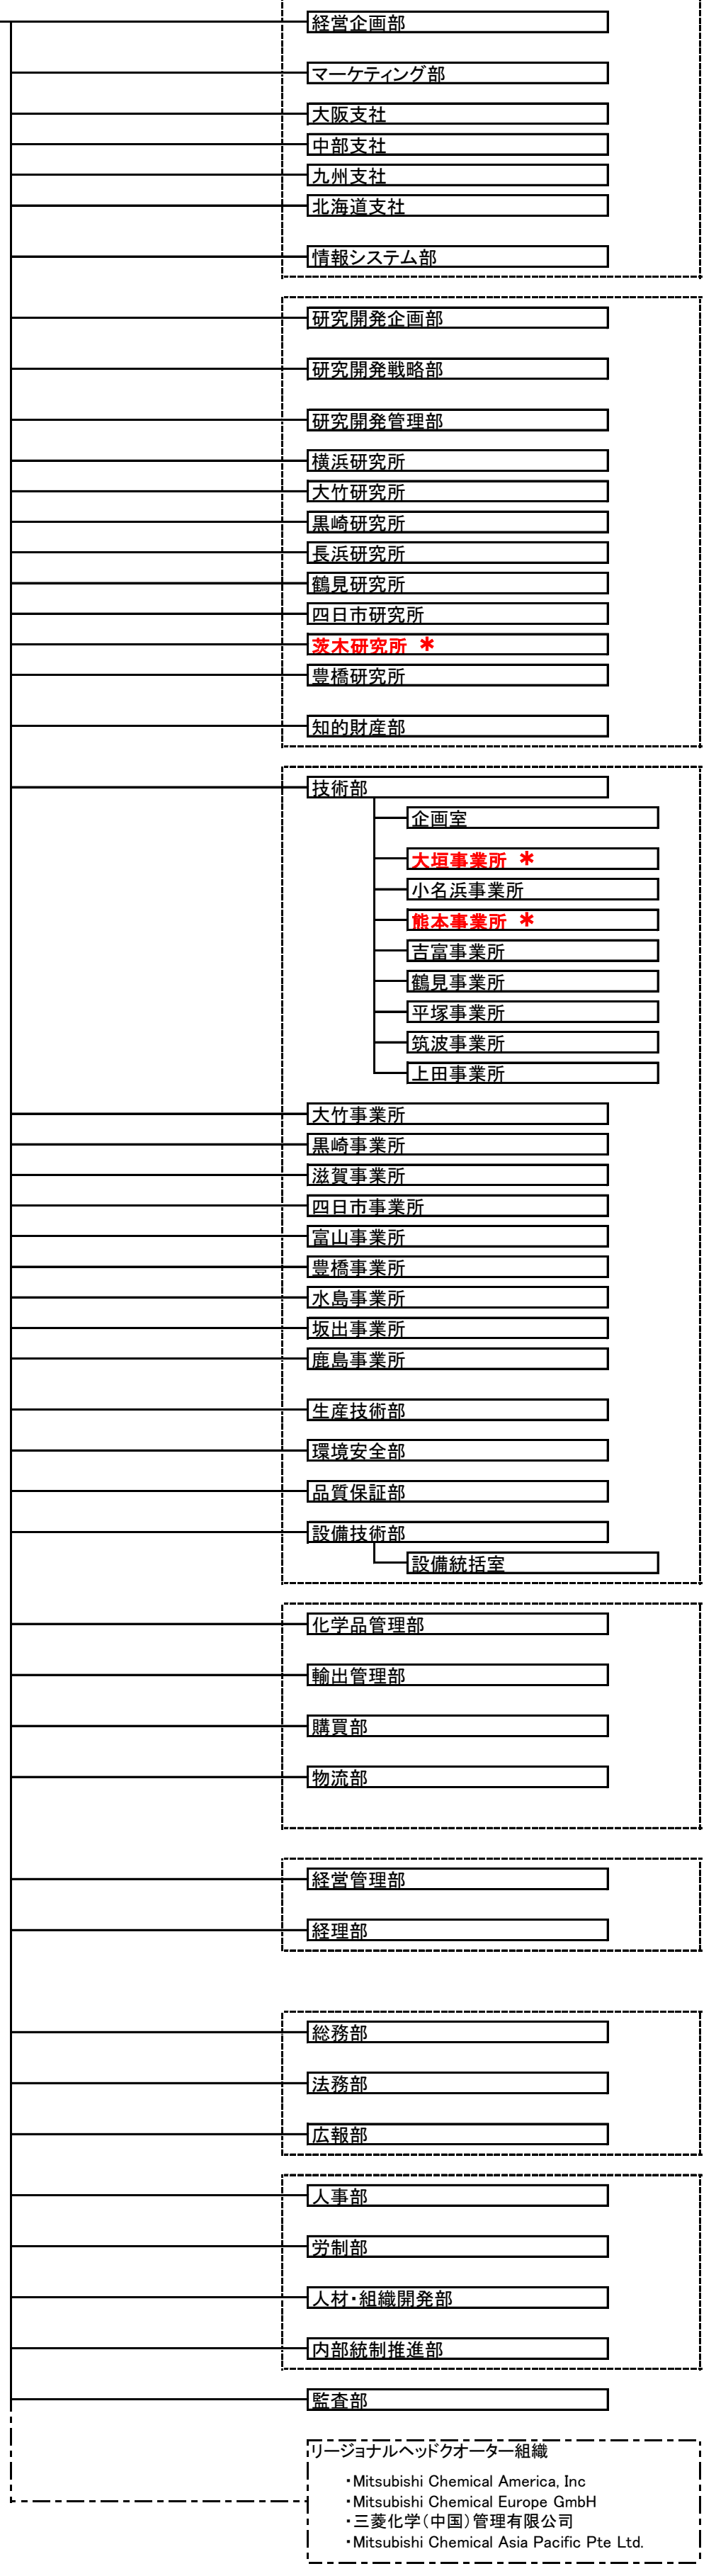 経営企画部
マーケティング部
大阪支社
中部支社
九州支社
北海道支社
情報システム部
研究開発企画部
研究開発戦略部
研究開発管理部
横浜研究所
大竹研究所
黒崎研究所
長浜研究所
鶴見研究所
四日市研究所
茨木研究所 *
豊橋研究所
知的財産部
技術部
企画室
大垣事業所 *
小名浜事業所
熊本事業所 *
吉富事業所
鶴見事業所
平塚事業所
筑波事業所
上田事業所
大竹事業所
黒崎事業所
滋賀事業所
四日市事業所
富山事業所
豊橋事業所
水島事業所
坂出事業所
鹿島事業所
生産技術部
環境安全部
品質保証部
設備技術部
設備統括室
化学品管理部
輸出管理部
購買部
物流部
経営管理部
経理部
総務部
法務部
広報部
人事部
労制部
人材・組織開発部
内部統制推進部
監査部
リージョナルヘッドクオーター組織
・Mitsubishi Chemical America, Inc
・Mitsubishi Chemical Europe GmbH
・三菱化学（中国）管理有限公司
・Mitsubishi Chemical Asia Pacific Pte Ltd.